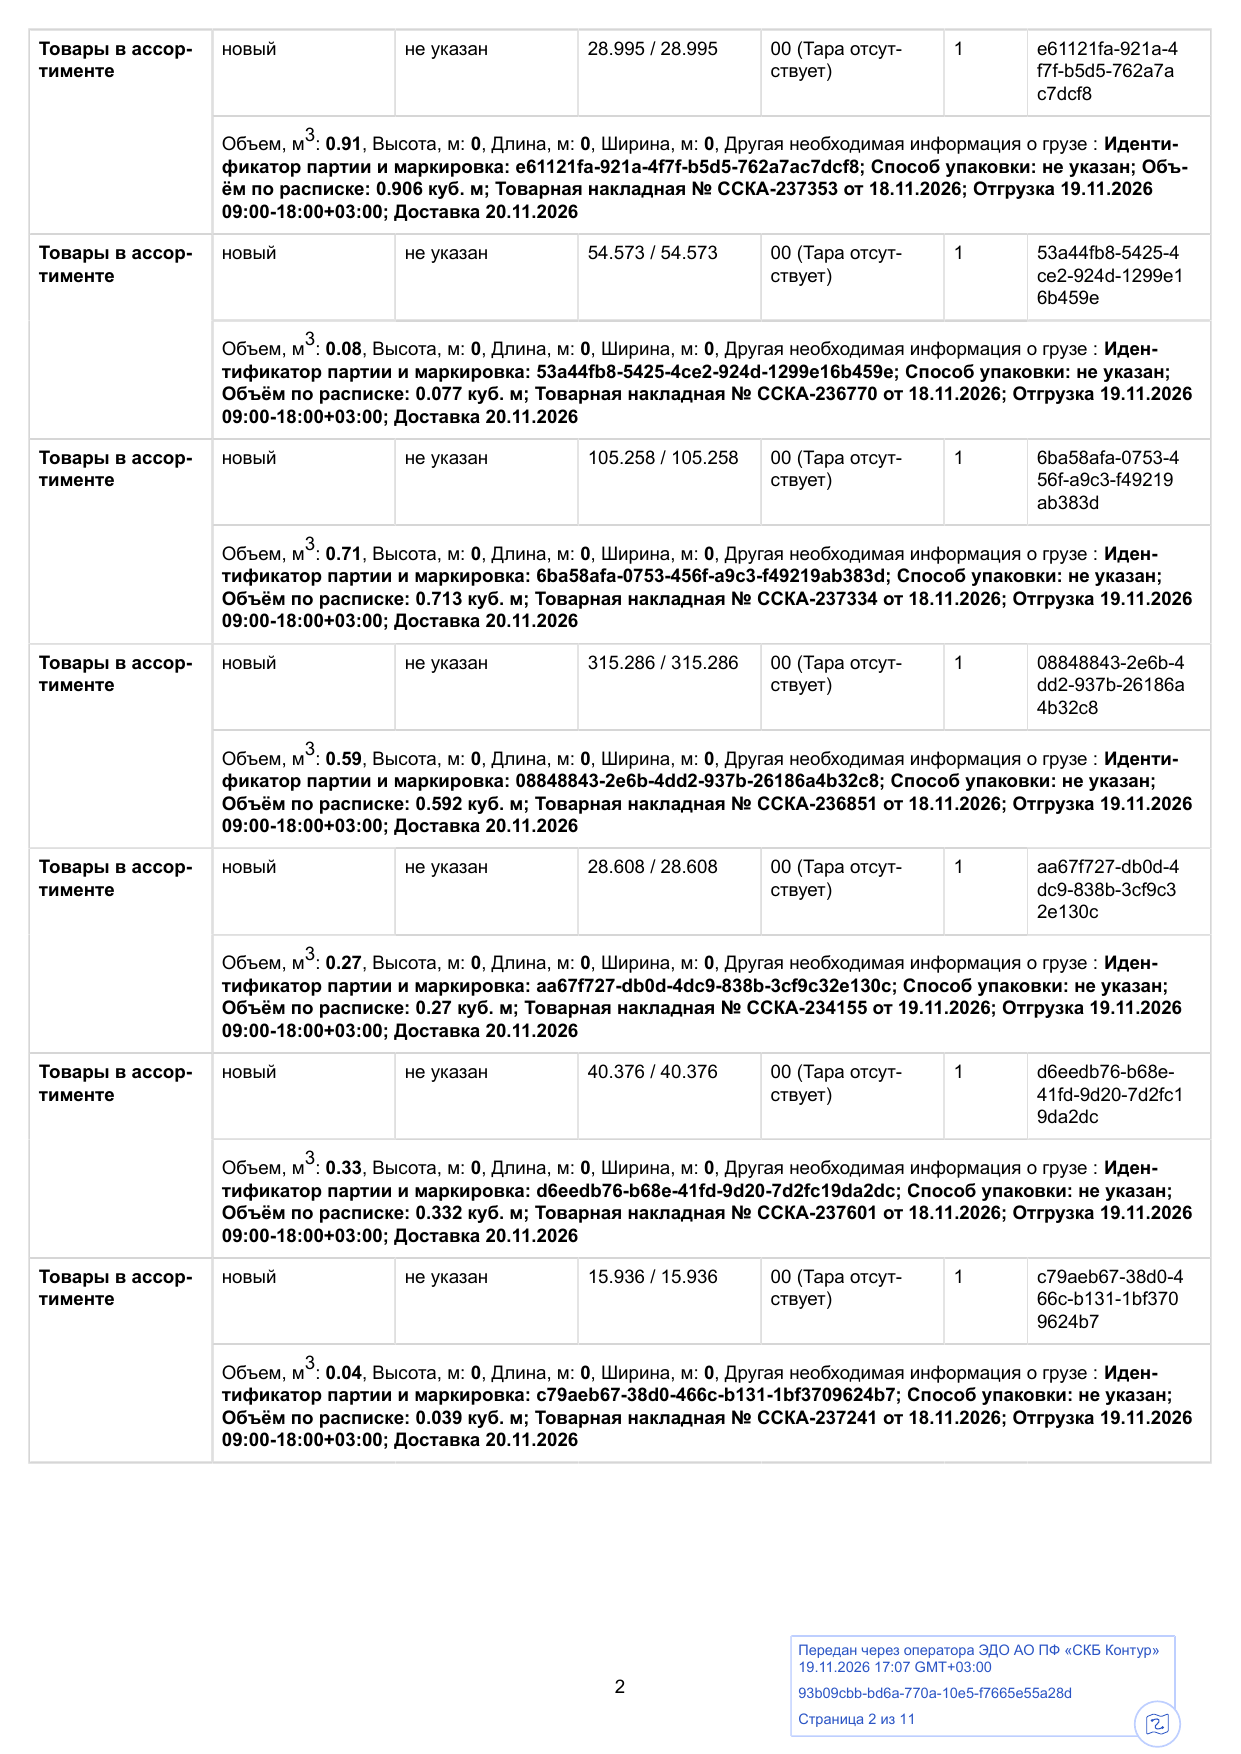 Товары в ассор-
тименте
новый
не указан
28.995 / 28.995
00 (Тара отсут-
ствует)
1
e61121fa-921a-4
f7f-b5d5-762a7a
c7dcf8
Объем, м3: 0.91, Высота, м: 0, Длина, м: 0, Ширина, м: 0, Другая необходимая информация о грузе : Иденти-
фикатор партии и маркировка: e61121fa-921a-4f7f-b5d5-762a7ac7dcf8; Способ упаковки: не указан; Объ-
ём по расписке: 0.906 куб. м; Товарная накладная № ССКА-237353 от 18.11.2026; Отгрузка 19.11.2026
09:00-18:00+03:00; Доставка 20.11.2026
Товары в ассор-
тименте
новый
не указан
54.573 / 54.573
00 (Тара отсут-
ствует)
1
53a44fb8-5425-4
ce2-924d-1299e1
6b459e
Объем, м3: 0.08, Высота, м: 0, Длина, м: 0, Ширина, м: 0, Другая необходимая информация о грузе : Иден-
тификатор партии и маркировка: 53a44fb8-5425-4ce2-924d-1299e16b459e; Способ упаковки: не указан;
Объём по расписке: 0.077 куб. м; Товарная накладная № ССКА-236770 от 18.11.2026; Отгрузка 19.11.2026
09:00-18:00+03:00; Доставка 20.11.2026
Товары в ассор-
тименте
новый
не указан
105.258 / 105.258
00 (Тара отсут-
ствует)
1
6ba58afa-0753-4
56f-a9c3-f49219
ab383d
Объем, м3: 0.71, Высота, м: 0, Длина, м: 0, Ширина, м: 0, Другая необходимая информация о грузе : Иден-
тификатор партии и маркировка: 6ba58afa-0753-456f-a9c3-f49219ab383d; Способ упаковки: не указан;
Объём по расписке: 0.713 куб. м; Товарная накладная № ССКА-237334 от 18.11.2026; Отгрузка 19.11.2026
09:00-18:00+03:00; Доставка 20.11.2026
Товары в ассор-
тименте
новый
не указан
315.286 / 315.286
00 (Тара отсут-
ствует)
1
08848843-2e6b-4
dd2-937b-26186a
4b32c8
Объем, м3: 0.59, Высота, м: 0, Длина, м: 0, Ширина, м: 0, Другая необходимая информация о грузе : Иденти-
фикатор партии и маркировка: 08848843-2e6b-4dd2-937b-26186a4b32c8; Способ упаковки: не указан;
Объём по расписке: 0.592 куб. м; Товарная накладная № ССКА-236851 от 18.11.2026; Отгрузка 19.11.2026
09:00-18:00+03:00; Доставка 20.11.2026
Товары в ассор-
тименте
новый
не указан
28.608 / 28.608
00 (Тара отсут-
ствует)
1
aa67f727-db0d-4
dc9-838b-3cf9c3
2e130c
Объем, м3: 0.27, Высота, м: 0, Длина, м: 0, Ширина, м: 0, Другая необходимая информация о грузе : Иден-
тификатор партии и маркировка: aa67f727-db0d-4dc9-838b-3cf9c32e130c; Способ упаковки: не указан;
Объём по расписке: 0.27 куб. м; Товарная накладная № ССКА-234155 от 19.11.2026; Отгрузка 19.11.2026
09:00-18:00+03:00; Доставка 20.11.2026
Товары в ассор-
тименте
новый
не указан
40.376 / 40.376
00 (Тара отсут-
ствует)
1
d6eedb76-b68e-
41fd-9d20-7d2fc1
9da2dc
Объем, м3: 0.33, Высота, м: 0, Длина, м: 0, Ширина, м: 0, Другая необходимая информация о грузе : Иден-
тификатор партии и маркировка: d6eedb76-b68e-41fd-9d20-7d2fc19da2dc; Способ упаковки: не указан;
Объём по расписке: 0.332 куб. м; Товарная накладная № ССКА-237601 от 18.11.2026; Отгрузка 19.11.2026
09:00-18:00+03:00; Доставка 20.11.2026
Товары в ассор-
тименте
новый
не указан
15.936 / 15.936
00 (Тара отсут-
ствует)
1
c79aeb67-38d0-4
66c-b131-1bf370
9624b7
Объем, м3: 0.04, Высота, м: 0, Длина, м: 0, Ширина, м: 0, Другая необходимая информация о грузе : Иден-
тификатор партии и маркировка: c79aeb67-38d0-466c-b131-1bf3709624b7; Способ упаковки: не указан;
Объём по расписке: 0.039 куб. м; Товарная накладная № ССКА-237241 от 18.11.2026; Отгрузка 19.11.2026
09:00-18:00+03:00; Доставка 20.11.2026
2
Передан через оператора ЭДО АО ПФ «СКБ Контур»
19.11.2026 17:07 GMT+03:00
93b09cbb-bd6a-770a-10e5-f7665e55a28d
Страница 2 из 11